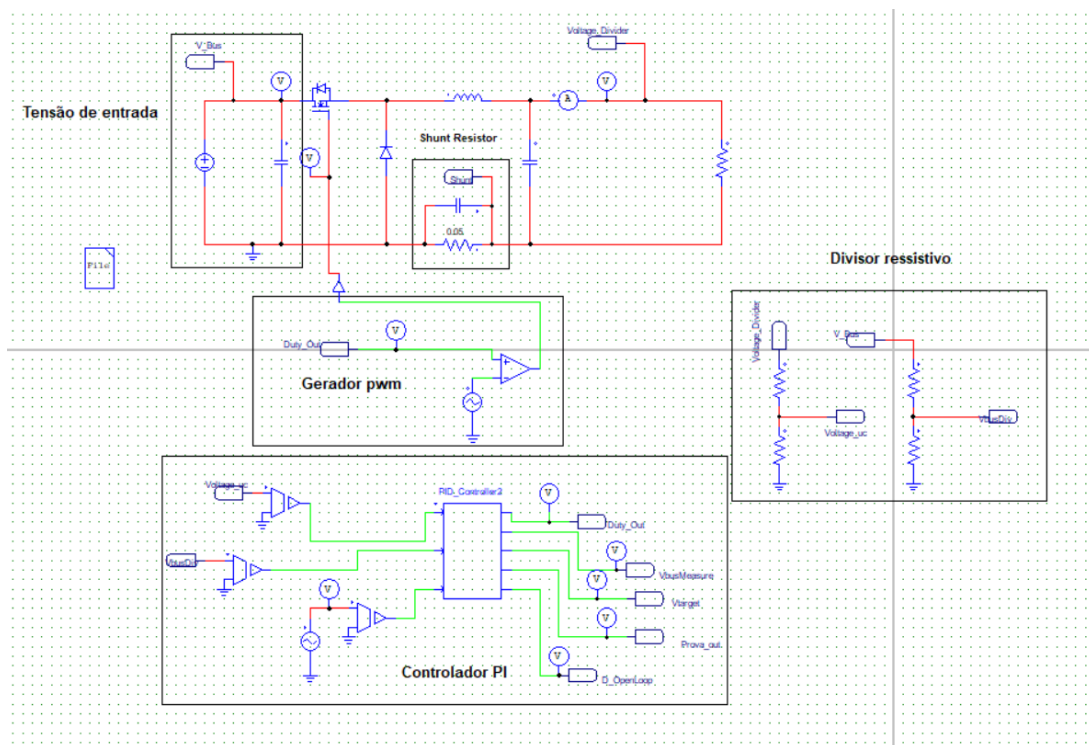 Voltage_Divider
V_Bus
V
V
A
Tensão de entrada
Shunt Resistor
V
Shunt
0.05
File
Divisor ressistivo
V
Duty_Out
Voltage_Divider
V_Bus
Gerador pwm
VbusDiv
Voltage_uc
Voltage_uc
PID_Controller2
V
Duty_Out
V
VbusDiv
VbusMeasure
V
V
Vtarget
V
Prova_out
V
Controlador PI
D_OpenLoop